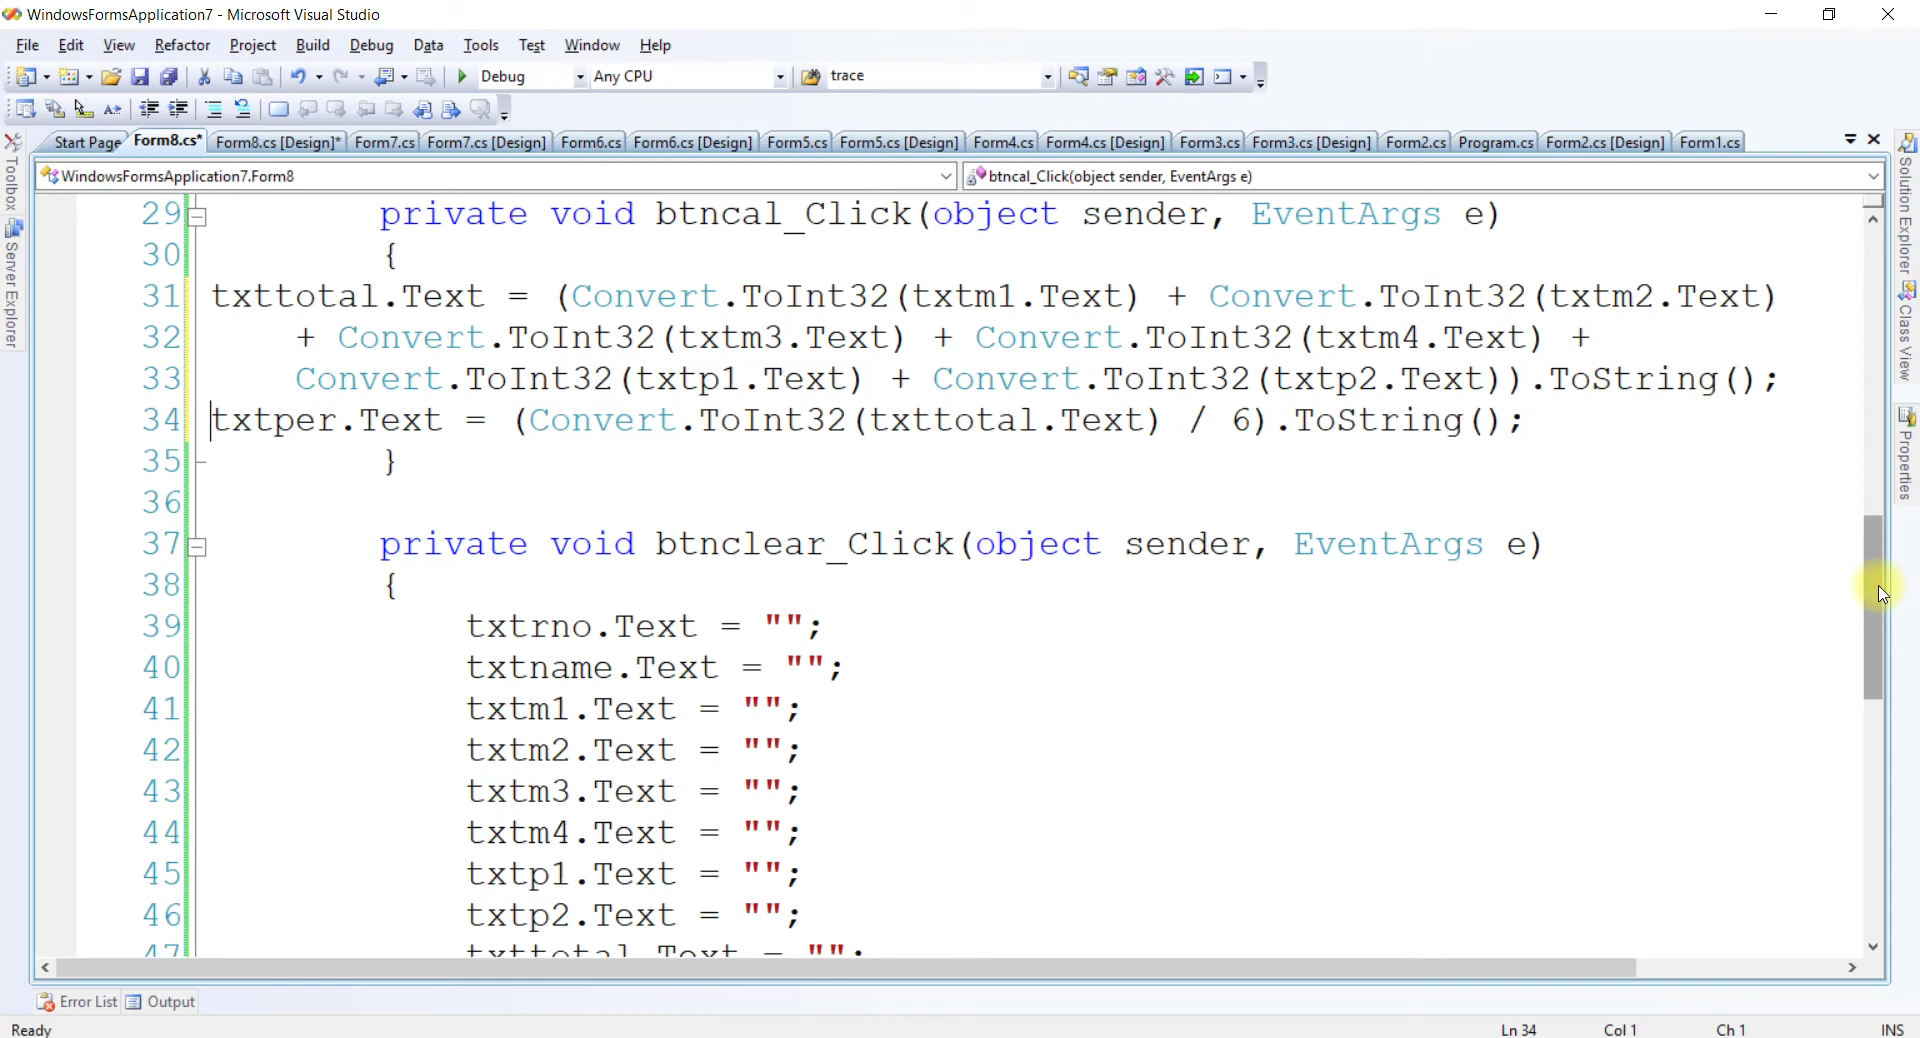 WindowsFormsApplication7 - Microsoft Visual Studio
File Edit View Refactor Project Build Debug Data Tools Test Window Help
Debug Any CPU trace
Start Page Form8.cs* Form8.cs [Design]* Form7.cs Form7.cs [Design] Form6.cs Form6.cs [Design] Form5.cs Form5.cs [Design] Form4.cs Form4.cs [Design] Form3.cs Form3.cs [Design] Form2.cs Program.cs Form2.cs [Design] Form1.cs
WindowsFormsApplication7.Form8 btncal_Click(object sender, EventArgs e)
Toolbox
Server Explorer
Solution Explorer
Class View
Properties
29 private void btncal_Click(object sender, EventArgs e)
30 {
31 txttotal.Text = (Convert.ToInt32(txtm1.Text) + Convert.ToInt32(txtm2.Text)
32 + Convert.ToInt32(txtm3.Text) + Convert.ToInt32(txtm4.Text) +
33 Convert.ToInt32(txtp1.Text) + Convert.ToInt32(txtp2.Text)).ToString();
34 txtper.Text = (Convert.ToInt32(txttotal.Text) / 6).ToString();
35 }
36
37 private void btnclear_Click(object sender, EventArgs e)
38 {
39 txtrno.Text = "";
40 txtname.Text = "";
41 txtm1.Text = "";
42 txtm2.Text = "";
43 txtm3.Text = "";
44 txtm4.Text = "";
45 txtp1.Text = "";
46 txtp2.Text = "";
47 txttotal.Text = "";
Error List Output
Ready Ln 34 Col 1 Ch 1 INS